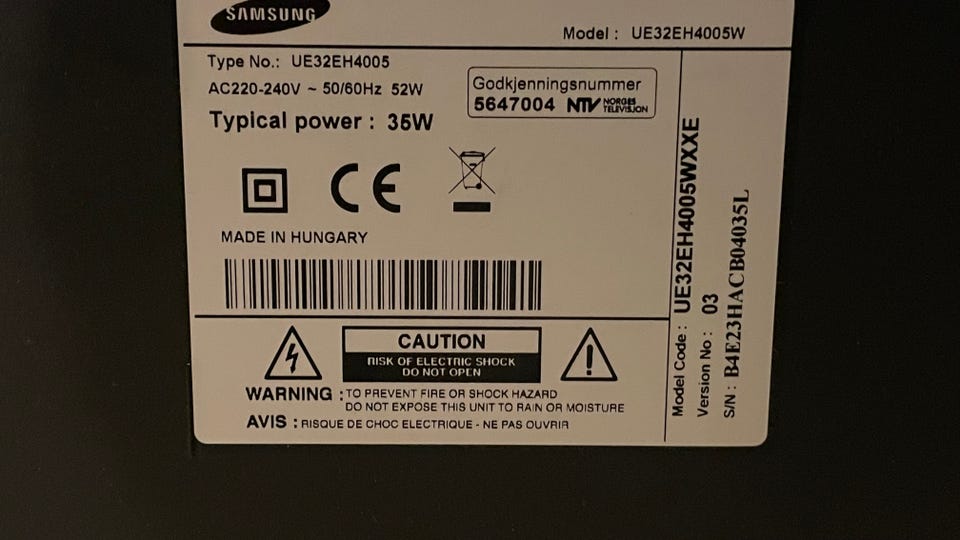 SAMSUNG
Model : UE32EH4005W
Type No.: UE32EH4005
AC220-240V ~ 50/60Hz 52W
Typical power : 35W
Godkjenningsnummer
5647004 NTV NORGES TELEVISJON
CE
MADE IN HUNGARY
CAUTION
RISK OF ELECTRIC SHOCK
DO NOT OPEN
WARNING : TO PREVENT FIRE OR SHOCK HAZARD
DO NOT EXPOSE THIS UNIT TO RAIN OR MOISTURE
AVIS : RISQUE DE CHOC ELECTRIQUE - NE PAS OUVRIR
Model Code : UE32EH4005WXXE
Version No : 03
S/N : B4E23HACB04035L